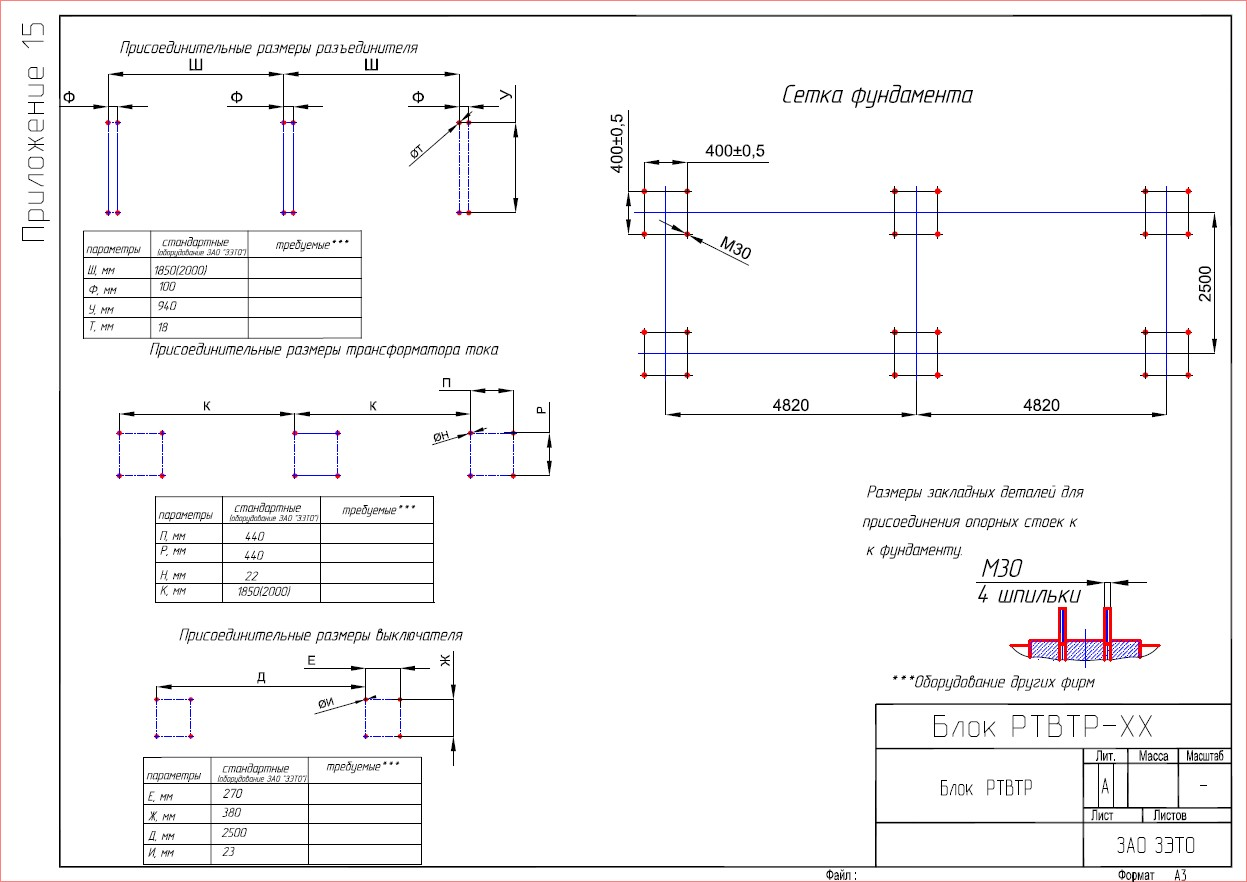 Приложение 15
Присоединительные размеры разъединителя
Ш
Ш
Ф
Ф
Ф
У
ØТ
параметры
стандартные
(оборудование ЗАО "ЗЭТО")
требуемые***
Ш, мм
1850(2000)
Ф, мм
100
У, мм
940
Т, мм
18
Присоединительные размеры трансформатора тока
П
К
К
Р
ØН
параметры
стандартные
(оборудование ЗАО "ЗЭТО")
требуемые***
П, мм
440
Р, мм
440
Н, мм
22
К, мм
1850(2000)
Присоединительные размеры выключателя
Е
Ж
Д
ØИ
параметры
стандартные
(оборудование ЗАО "ЗЭТО")
требуемые***
Е, мм
270
Ж, мм
380
Д, мм
2500
И, мм
23
Сетка фундамента
400±0,5
400±0,5
М30
2500
4820
4820
Размеры закладных деталей для
присоединения опорных стоек к
к фундаменту.
М30
4 шпильки
***Оборудование других фирм
Блок РТВТР-ХХ
Блок РТВТР
Лит.
Масса
Масштаб
А
-
Лист
Листов
ЗАО ЗЭТО
Файл :
Формат А3